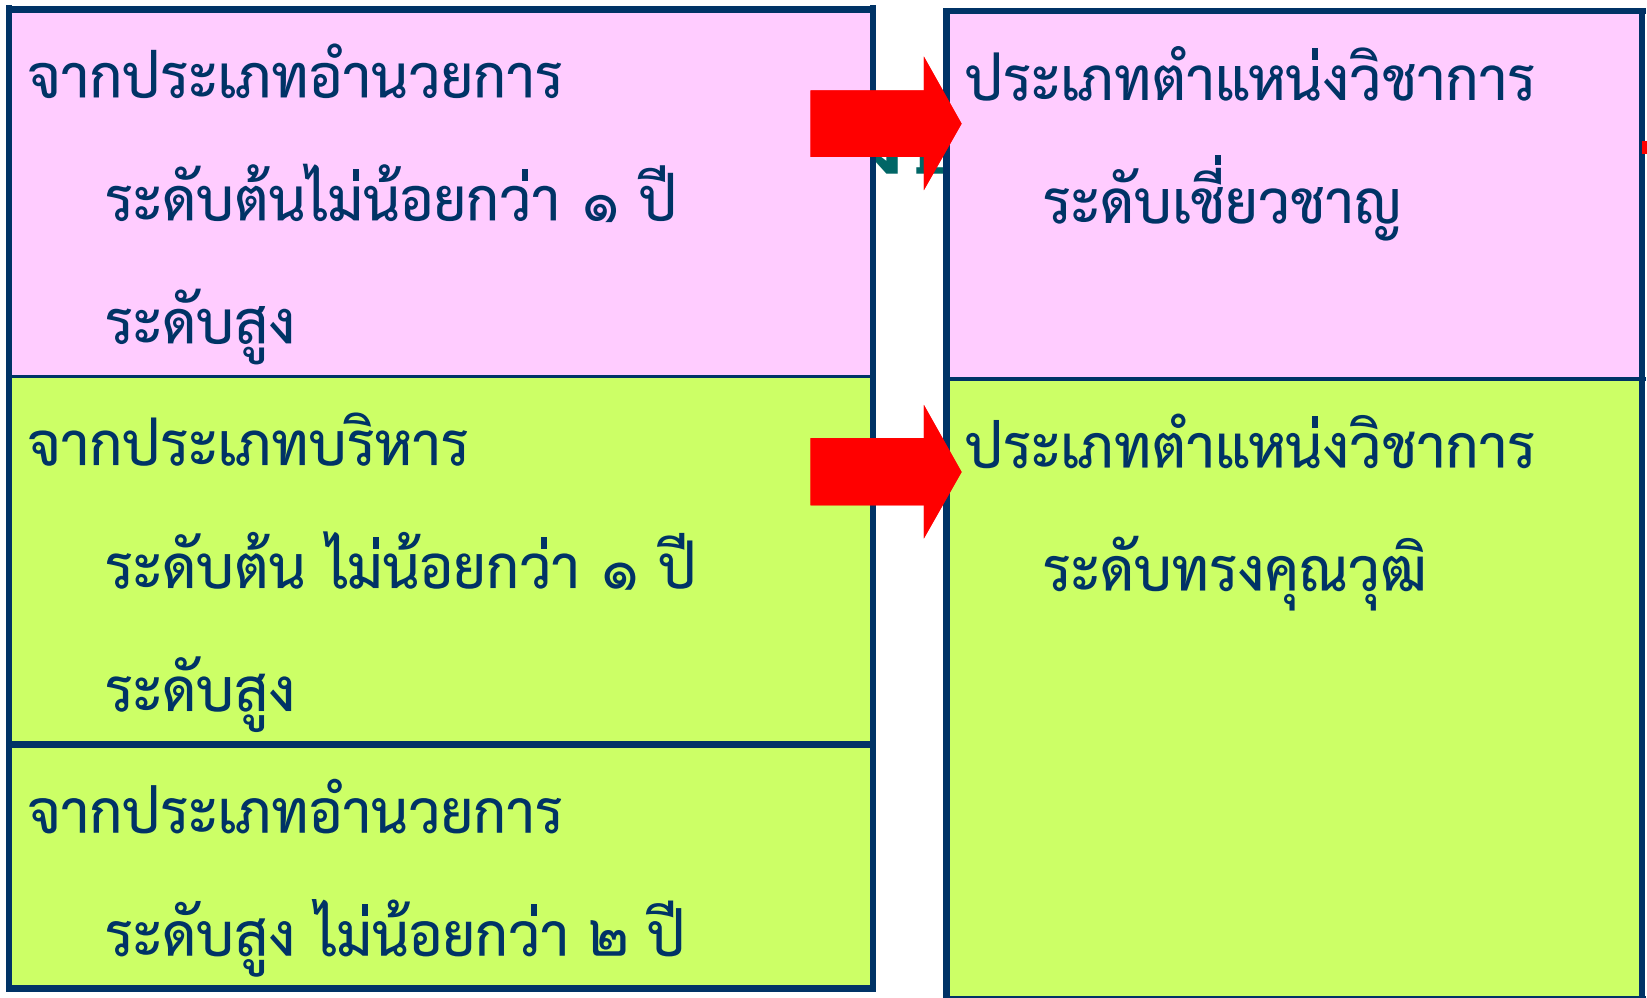 จากประเภทอำนวยการ
ระดับต้นไม่น้อยกว่า ๑ ปี
ระดับสูง
จากประเภทบริหาร
ระดับต้น ไม่น้อยกว่า ๑ ปี
ระดับสูง
จากประเภทอำนวยการ
ระดับสูง ไม่น้อยกว่า ๒ ปี
ประเภทตำแหน่งวิชาการ
ระดับเชี่ยวชาญ
ประเภทตำแหน่งวิชาการ
ระดับทรงคุณวุฒิ